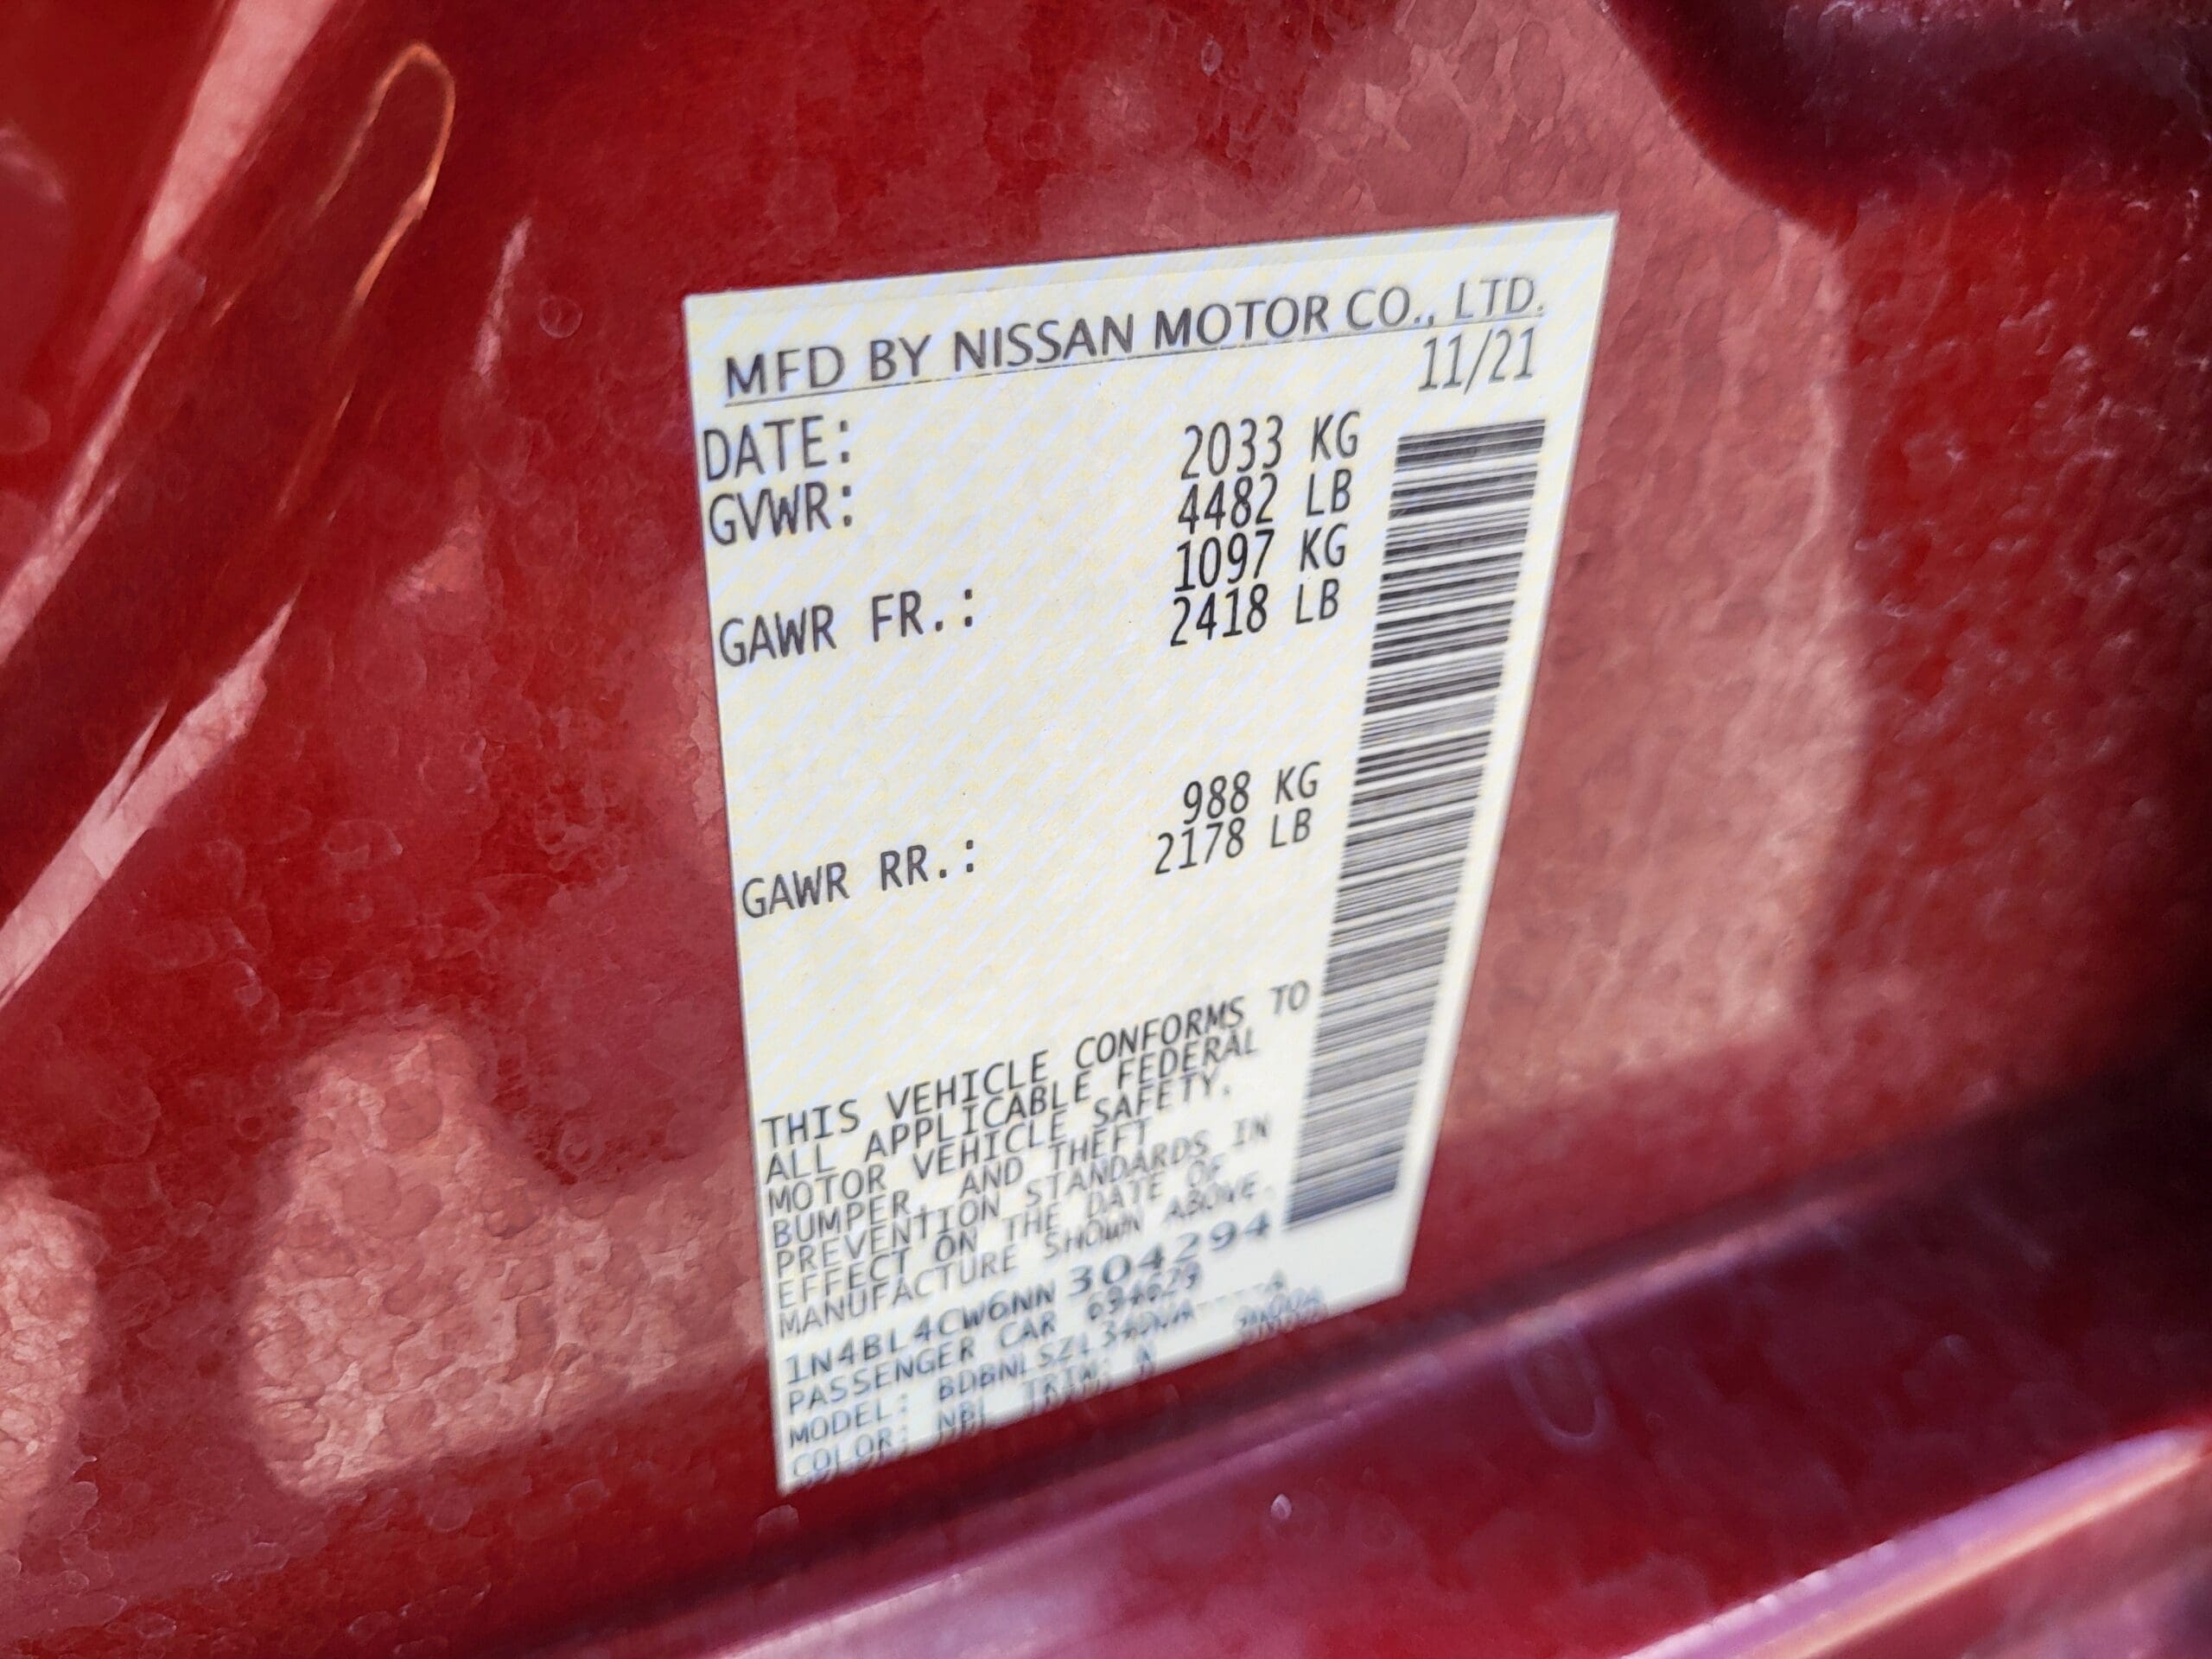 MFD BY NISSAN MOTOR CO., LTD.
DATE: 11/21
GVWR: 2033 KG
4482 LB
GAWR FR.: 1097 KG
2418 LB
GAWR RR.: 988 KG
2178 LB
THIS VEHICLE CONFORMS TO
ALL APPLICABLE FEDERAL
MOTOR VEHICLE SAFETY,
BUMPER, AND THEFT
PREVENTION STANDARDS IN
EFFECT ON THE DATE OF
MANUFACTURE SHOWN ABOVE.
1N4BL4CW6NN304294
PASSENGER CAR 694629
MODEL:
COLOR: NBL TRIM: